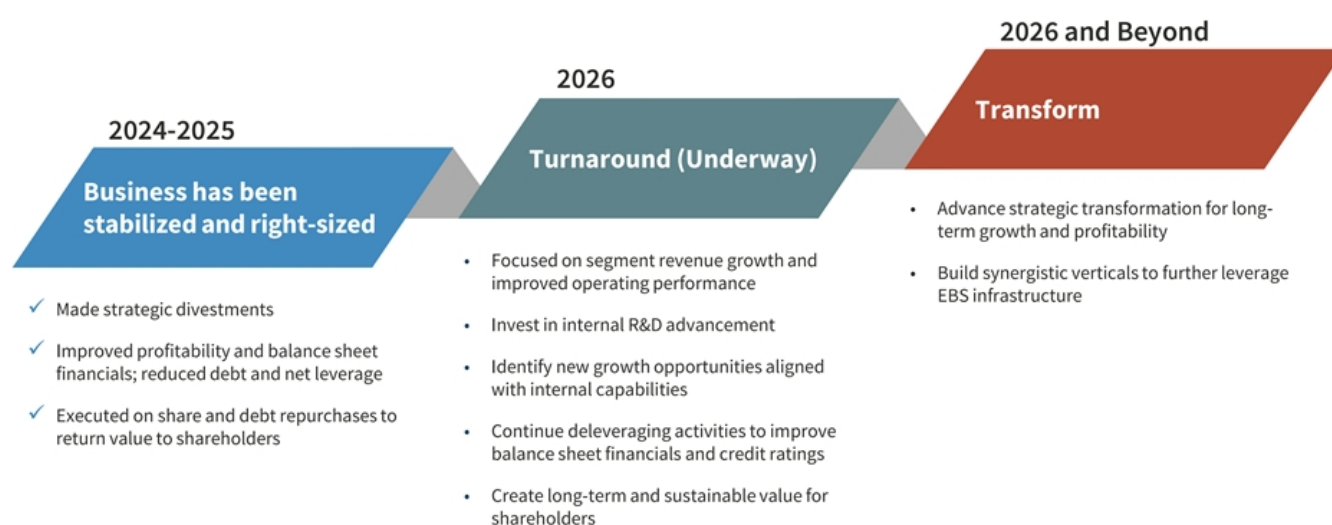 2024-2025
Business has been
stabilized and right-sized
✓ Made strategic divestments
✓ Improved profitability and balance sheet
financials; reduced debt and net leverage
✓ Executed on share and debt repurchases to
return value to shareholders
2026
Turnaround (Underway)
• Focused on segment revenue growth and
improved operating performance
• Invest in internal R&D advancement
• Identify new growth opportunities aligned
with internal capabilities
• Continue deleveraging activities to improve
balance sheet financials and credit ratings
• Create long-term and sustainable value for
shareholders
2026 and Beyond
Transform
• Advance strategic transformation for long-
term growth and profitability
• Build synergistic verticals to further leverage
EBS infrastructure